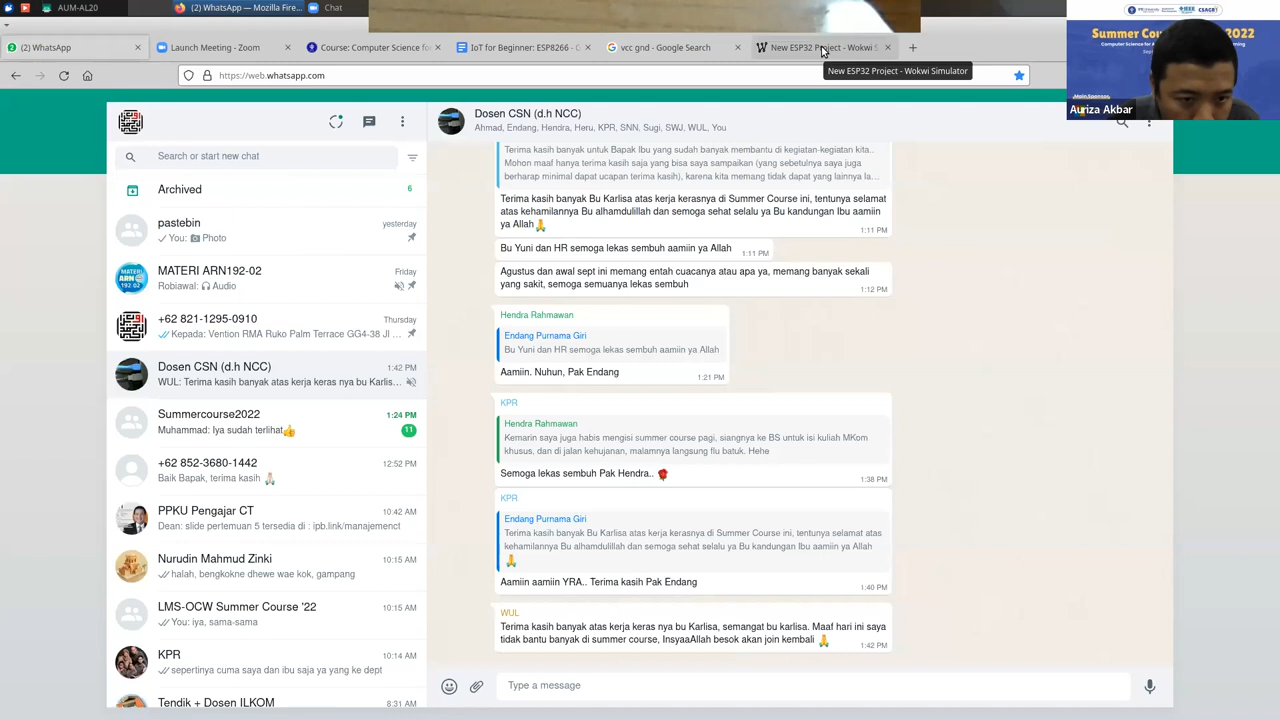 AUM-AL20
(2) WhatsApp — Mozilla Fire...
Chat
(2) WhatsApp
Launch Meeting - Zoom
Course: Computer Science fo
IoT for Beginner: ESP8266 -
vcc gnd - Google Search
New ESP32 Project - Wokwi S
New ESP32 Project - Wokwi Simulator
https://web.whatsapp.com
Summer Co
2022
Main Sponsor
Auriza Akbar
Dosen CSN (d.h NCC)
Ahmad, Endang, Hendra, Heru, KPR, SNN, Sugi, SWJ, WUL, You
Search or start new chat
Archived
6
pastebin
yesterday
You: Photo
MATERI ARN192-02
Friday
Robiawal: Audio
+62 821-1295-0910
Thursday
Kepada: Vention RMA Ruko Palm Terrace GG4-38 Jl ...
Dosen CSN (d.h NCC)
1:42 PM
WUL: Terima kasih banyak atas kerja keras nya bu Karlis...
Summercourse2022
1:24 PM
Muhammad: Iya sudah terlihat👍
11
+62 852-3680-1442
12:52 PM
Baik Bapak, terima kasih 🙏🏻
PPKU Pengajar CT
10:42 AM
Dean: slide pertemuan 5 tersedia di : ipb.link/manajemenct
Nurudin Mahmud Zinki
10:15 AM
halah, bengkokne dhewe wae kok, gampang
LMS-OCW Summer Course '22
10:15 AM
You: iya, sama-sama
KPR
10:14 AM
sepertinya cuma saya dan ibu saja ya yang ke dept
Tendik + Dosen ILKOM
8:31 AM
Terima kasih banyak untuk Bapak Ibu yang sudah banyak membantu di kegiatan-kegiatan kita..
Mohon maaf hanya terima kasih saja yang bisa saya sampaikan (yang sebetulnya saya juga
berharap minimal dapat ucapan terima kasih), karena kita memang tidak dapat yang lainnya la...
Terima kasih banyak Bu Karlisa atas kerja kerasnya di Summer Course ini, tentunya selamat
atas kehamilannya Bu alhamdulillah dan semoga sehat selalu ya Bu kandungan Ibu aamiin
ya Allah🙏
1:11 PM
Bu Yuni dan HR semoga lekas sembuh aamiin ya Allah
1:11 PM
Agustus dan awal sept ini memang entah cuacanya atau apa ya, memang banyak sekali
yang sakit, semoga semuanya lekas sembuh
1:12 PM
Hendra Rahmawan
Endang Purnama Giri
Bu Yuni dan HR semoga lekas sembuh aamiin ya Allah
Aamiin. Nuhun, Pak Endang
1:21 PM
KPR
Hendra Rahmawan
Kemarin saya juga habis mengisi summer course pagi, siangnya ke BS untuk isi kuliah MKom
khusus, dan di jalan kehujanan, malamnya langsung flu batuk. Hehe
Semoga lekas sembuh Pak Hendra.. 🌹
1:38 PM
KPR
Endang Purnama Giri
Terima kasih banyak Bu Karlisa atas kerja kerasnya di Summer Course ini, tentunya selamat
atas kehamilannya Bu alhamdulillah dan semoga sehat selalu ya Bu kandungan Ibu aamiin ya Allah
🙏
Aamiin aamiin YRA.. Terima kasih Pak Endang
1:40 PM
WUL
Terima kasih banyak atas kerja keras nya bu Karlisa, semangat bu karlisa. Maaf hari ini saya
tidak bantu banyak di summer course, InsyaaAllah besok akan join kembali 🙏
1:42 PM
Type a message